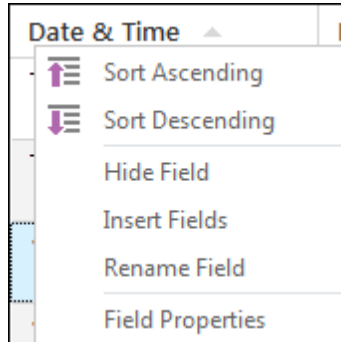 Date & Time
Sort Ascending
Sort Descending
Hide Field
Insert Fields
Rename Field
Field Properties